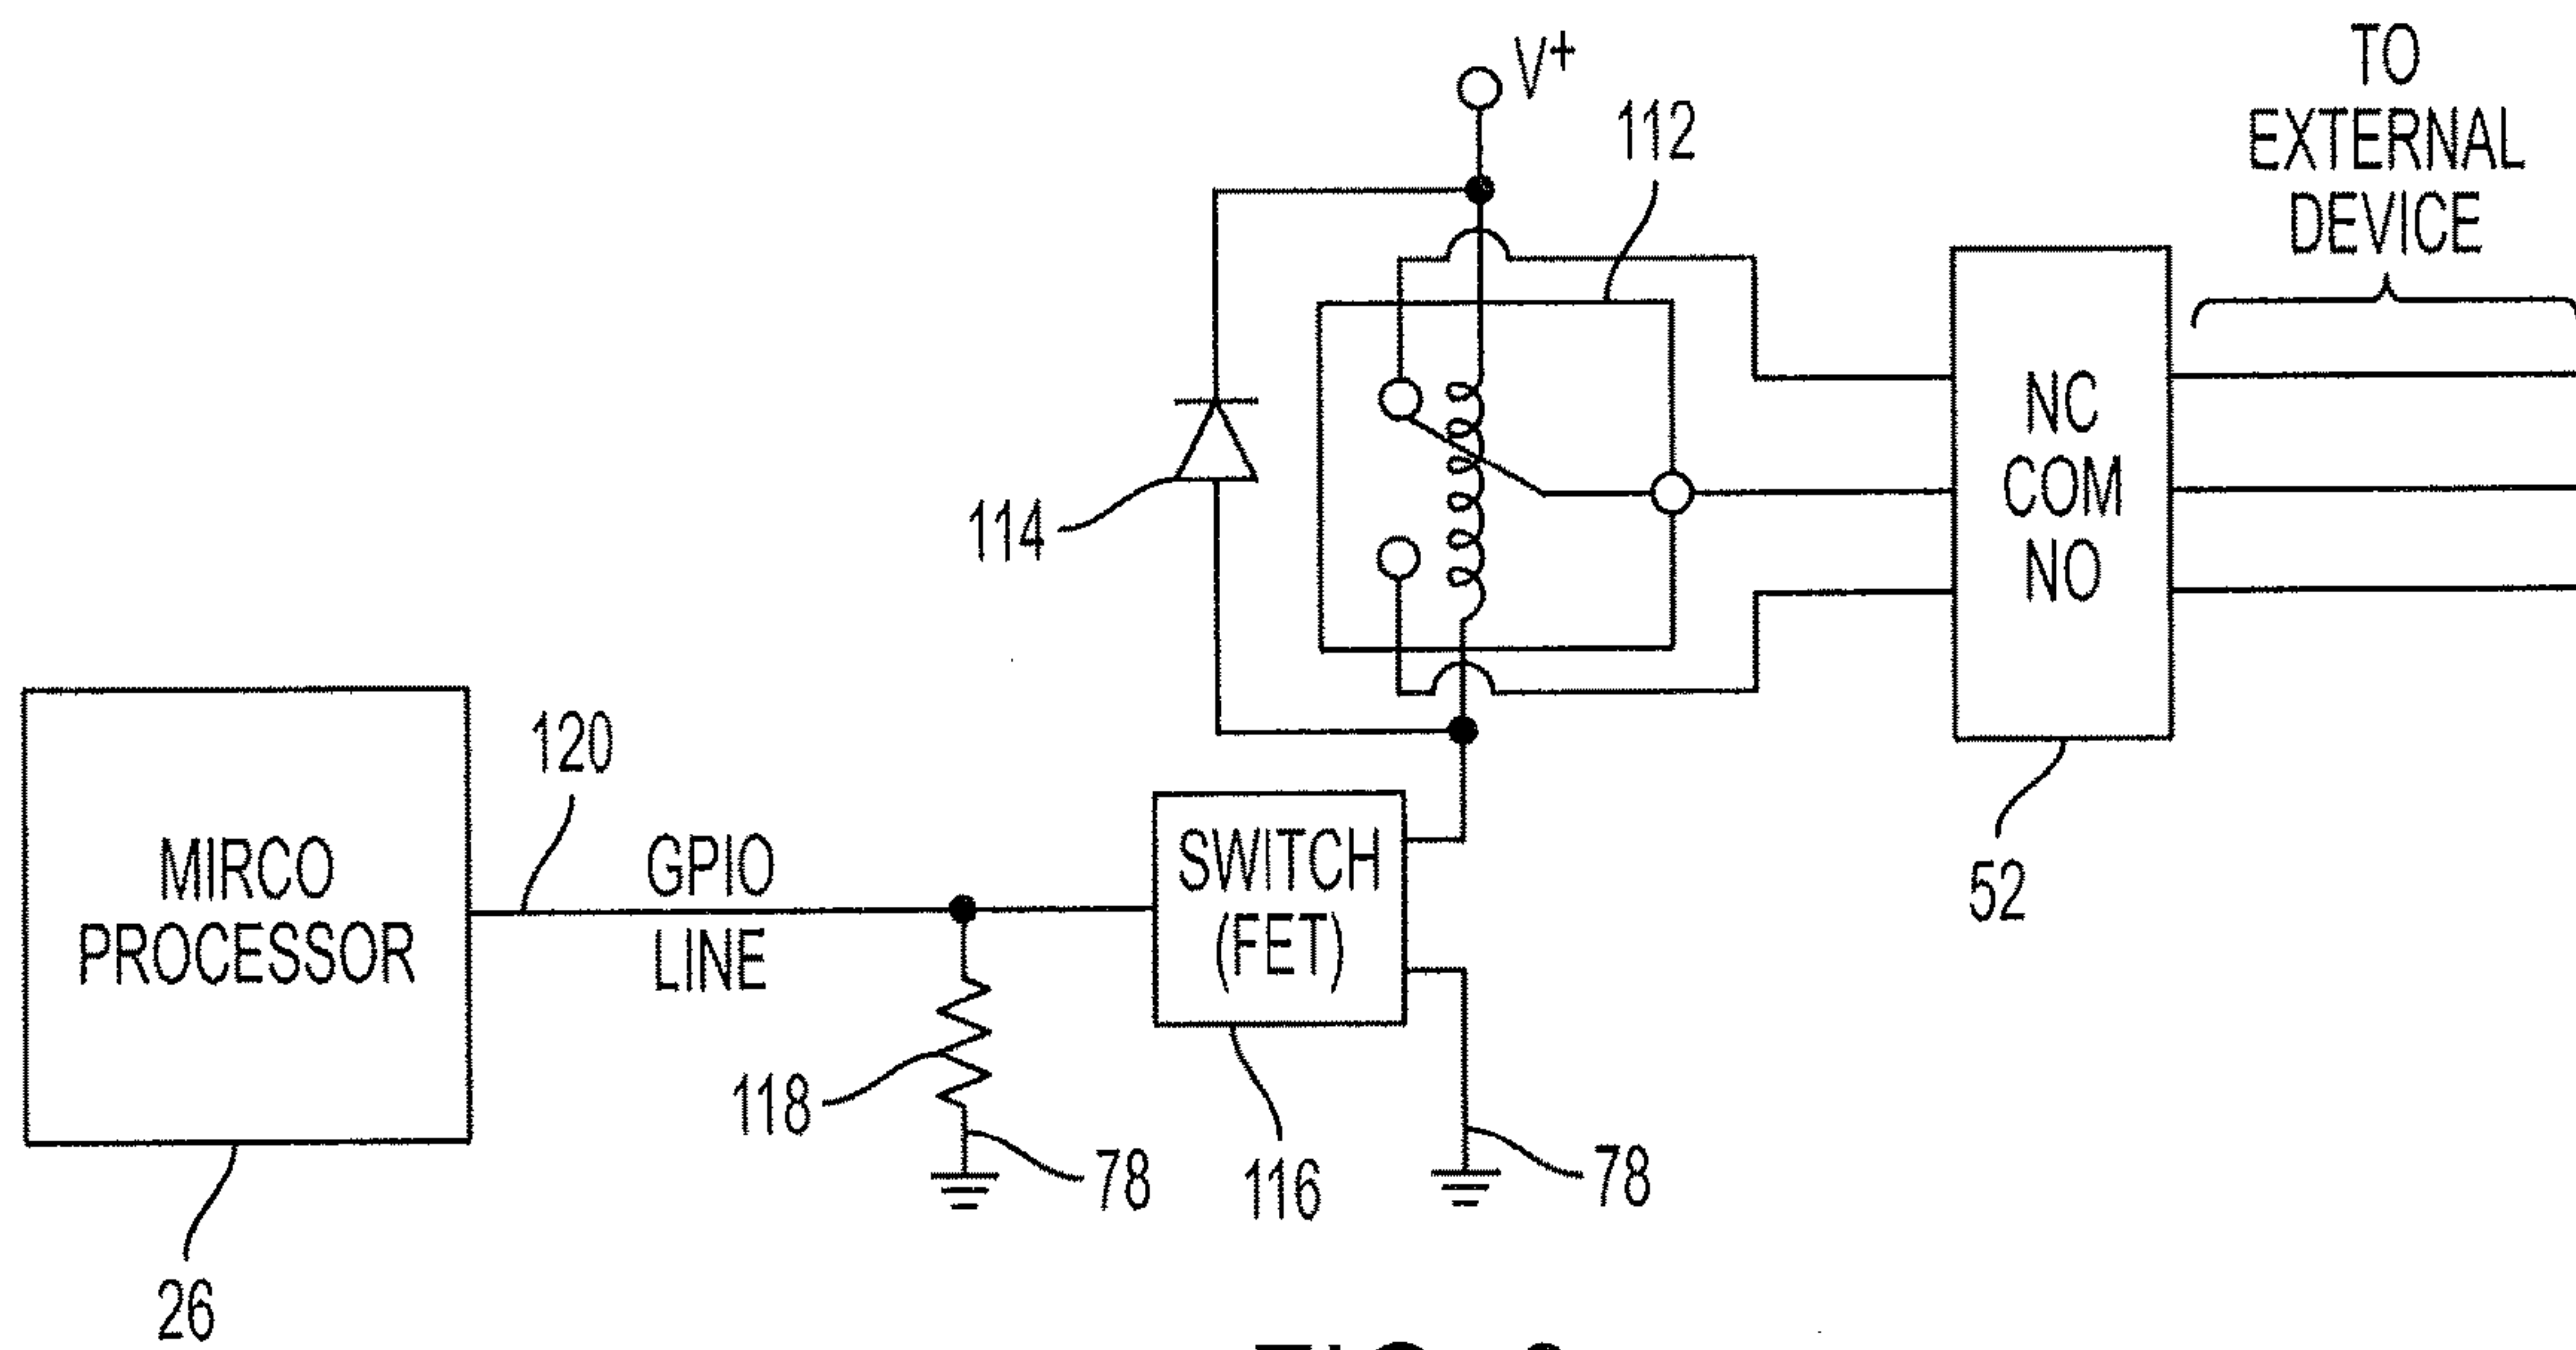 V+
112
TO
EXTERNAL
DEVICE
114
NC
COM
NO
120
MIRCO
PROCESSOR
GPIO
LINE
SWITCH
(FET)
52
118
78
116
78
26